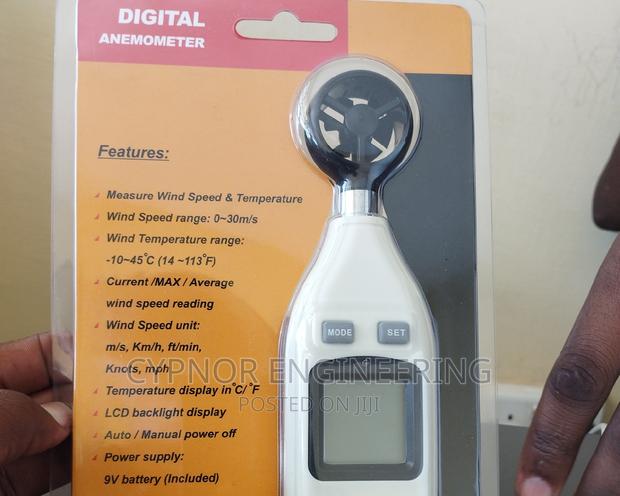 DIGITAL
ANEMOMETER
Features:
Measure Wind Speed & Temperature
Wind Speed range: 0~30m/s
Wind Temperature range:
-10~45°C (14 ~113°F)
Current /MAX / Average
wind speed reading
Wind Speed unit:
m/s, Km/h, ft/min,
Knots, mph
Temperature display in°C/ °F
LCD backlight display
Auto / Manual power off
Power supply:
9V battery (Included)
MODE
SET
CYPNOR ENGINEERING
POSTED ON JIJI